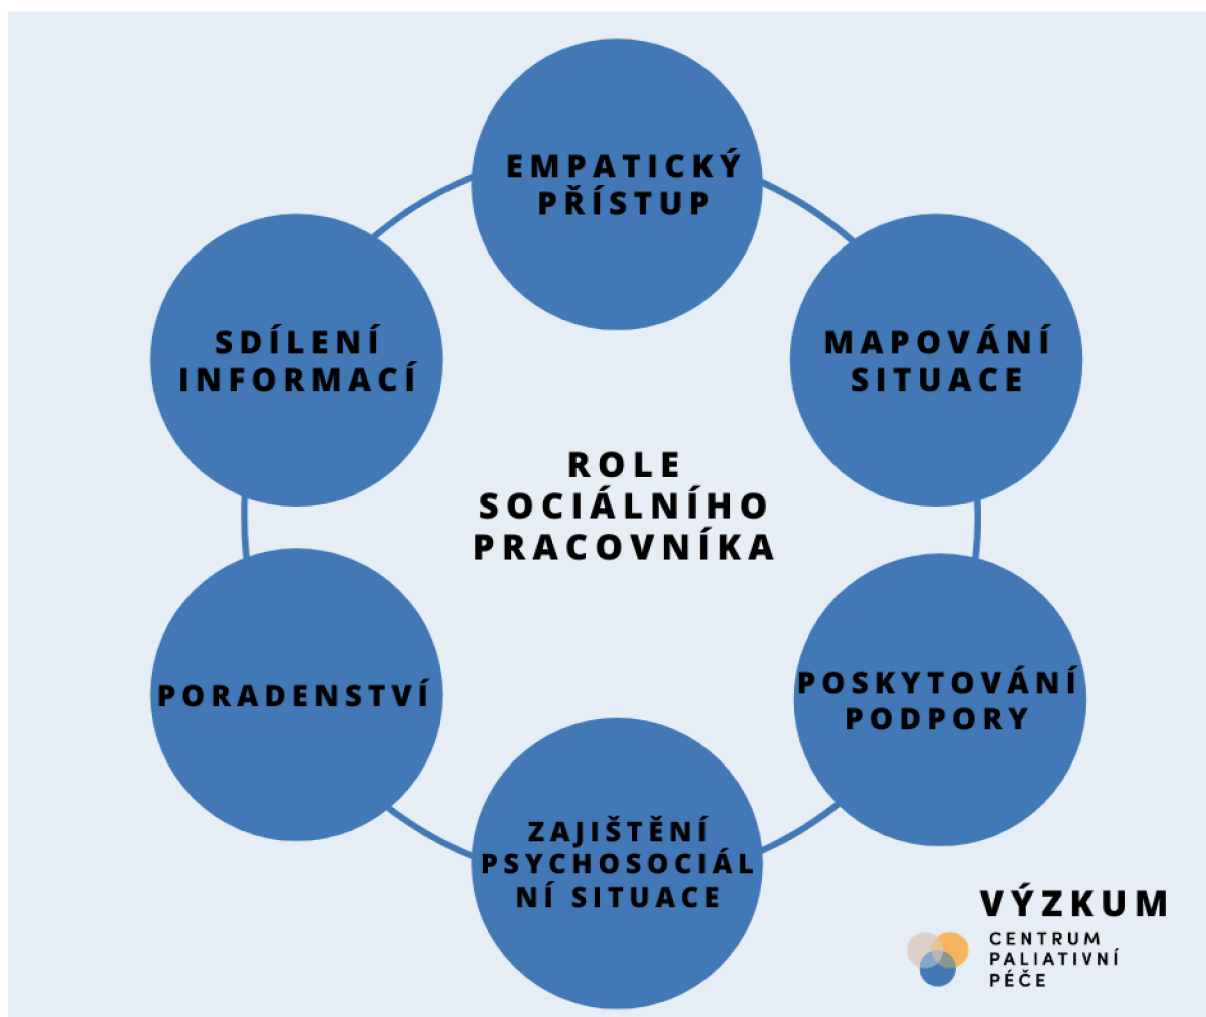 EMPATICKÝ
PŘÍSTUP
SDÍLENÍ
INFORMACÍ
MAPOVÁNÍ
SITUACE
ROLE
SOCIÁLNÍHO
PRACOVNÍKA
PORADENSTVÍ
POSKYTOVÁNÍ
PODPORY
ZAJIŠTĚNÍ
PSYCHOSOCIÁL
NÍ SITUACE
VÝZKUM
CENTRUM
PALIATIVNÍ
PÉČE